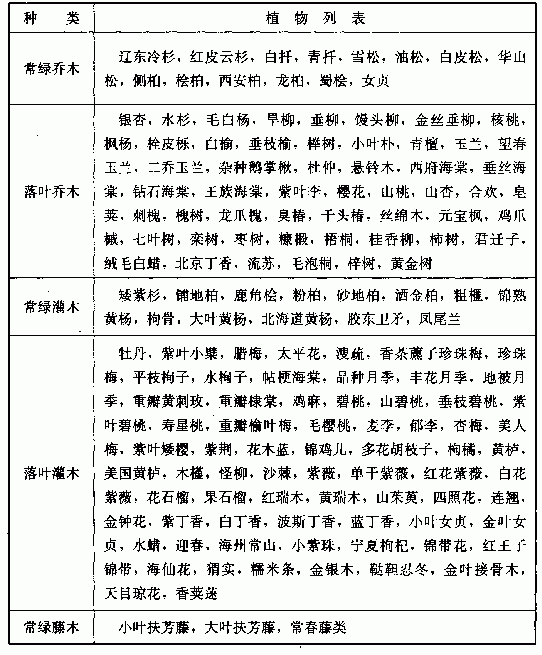 种 类 植 物 列 表
常绿乔木
辽东冷杉，红皮云杉，白扦，青扦，雪松，油松，白皮松，华山
松，侧柏，桧柏，西安桧，龙柏，蜀桧，女贞
落叶乔木
银杏，水杉，毛白杨，旱柳，垂柳，馒头柳，金丝垂柳，核桃，
枫杨，栓皮栎，白榆，垂枝榆，榉树，小叶朴，青檀，玉兰，望春
玉兰，二乔玉兰，杂种鹅掌楸，杜仲，悬铃木，西府海棠，垂丝海
棠，钻石海棠，王族海棠，紫叶李，樱花，山桃，山杏，合欢，皂
荚，刺槐，槐树，龙爪槐，臭椿，千头椿，丝绵木，元宝枫，鸡爪
槭，七叶树，栾树，枣树，糠椴，梧桐，桂香柳，柿树，君迁子，
绒毛白蜡，北京丁香，流苏，毛泡桐，梓树，黄金树
常绿灌木
矮紫杉，铺地柏，鹿角桧，粉柏，砂地柏，洒金柏，粗榧，锦熟
黄杨，枸骨，大叶黄杨，北海道黄杨，胶东卫矛，凤尾兰
落叶灌木
牡丹，紫叶小檗，腊梅，太平花，溲疏，香茶藨子珍珠梅，珍珠
梅，平枝栒子，水栒子，帖梗海棠，品种月季，丰花月季，地被月
季，重瓣黄刺玫，重瓣棣棠，鸡麻，碧桃，山碧桃，垂枝碧桃，紫
叶碧桃，寿星桃，重瓣榆叶梅，毛樱桃，麦李，郁李，杏梅，美人
梅，紫叶矮樱，紫荆，花木蓝，锦鸡儿，多花胡枝子，枸橘，黄栌，
美国黄栌，木槿，怪柳，沙棘，紫薇，单干紫薇，红花紫薇，白花
紫薇，花石榴，果石榴，红瑞木，黄瑞木，山茱萸，四照花，连翘，
金钟花，紫丁香，白丁香，波斯丁香，蓝丁香，小叶女贞，金叶女
贞，水蜡，迎春，海州常山，小紫珠，宁夏枸杞，锦带花，红王子
锦带，海仙花，猬实，糯米条，金银木，鞑靼忍冬，金叶接骨木，
天目琼花，香荚蒾
常绿藤木
小叶扶芳藤，大叶扶芳藤，常春藤类